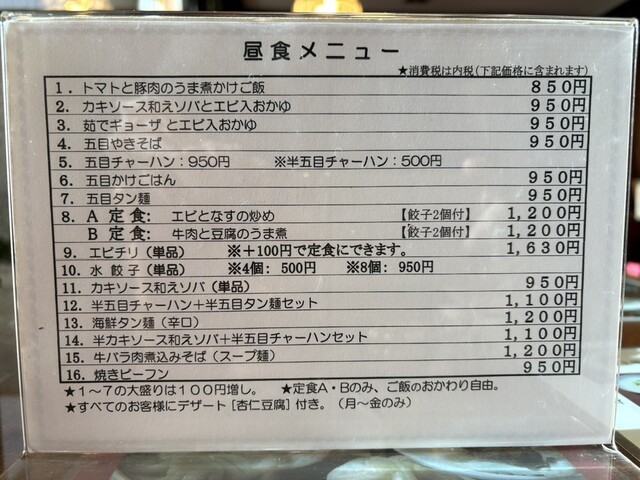 昼食メニュー
★消費税は内税(下記価格に含まれます)
1. トマトと豚肉のうま煮かけご飯 850円
2. カキソース和えソバとエビ入おかゆ 950円
3. 茹でギョーザとエビ入おかゆ 950円
4. 五目やきそば 950円
5. 五目チャーハン:950円 ※半五目チャーハン:500円
6. 五目かけごはん 950円
7. 五目タン麺 950円
8. A 定食: エビとなすの炒め 【餃子2個付】 1,200円
B 定食: 牛肉と豆腐のうま煮 【餃子2個付】 1,200円
9. エビチリ(単品) ※+100円で定食にできます。 1,630円
10. 水 餃子(単品) ※4個: 500円 ※8個: 950円
11. カキソース和えソバ(単品) 950円
12. 半五目チャーハン+半五目タン麺セット 1,100円
13. 海鮮タン麺(辛口) 1,200円
14. 半カキソース和えソバ+半五目チャーハンセット 1,100円
15. 牛バラ肉煮込みそば(スープ麺) 1,200円
16. 焼きビーフン 950円
★1~7の大盛りは100円増し。 ★定食A・Bのみ、ご飯のおかわり自由。
★すべてのお客様にデザート[杏仁豆腐]付き。(月~金のみ)